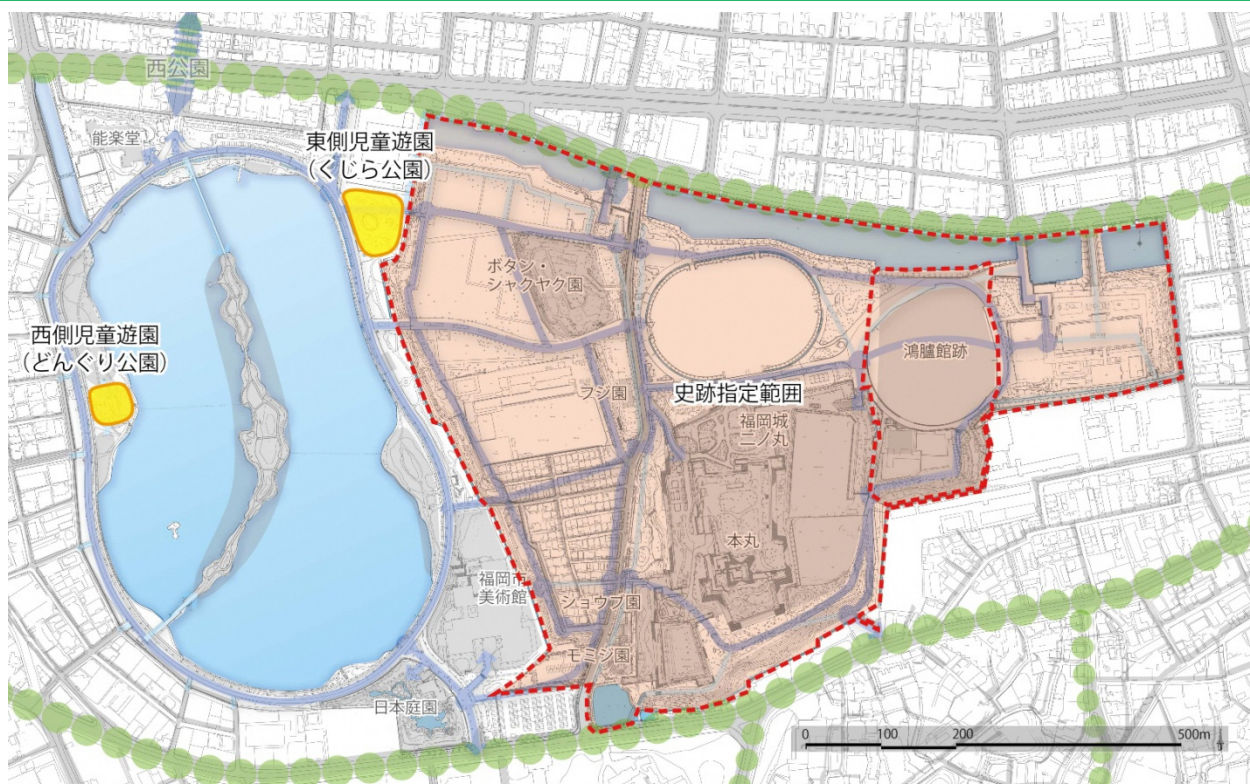 西公園
能楽堂
東側児童遊園
(くじら公園)
ボタン・
シャクヤク園
西側児童遊園
(どんぐり公園)
鴻臚館跡
フジ園
史跡指定範囲
福岡城
二ノ丸
本丸
福岡市
美術館
ショウブ園
モミジ園
日本庭園
0 100 200 500m